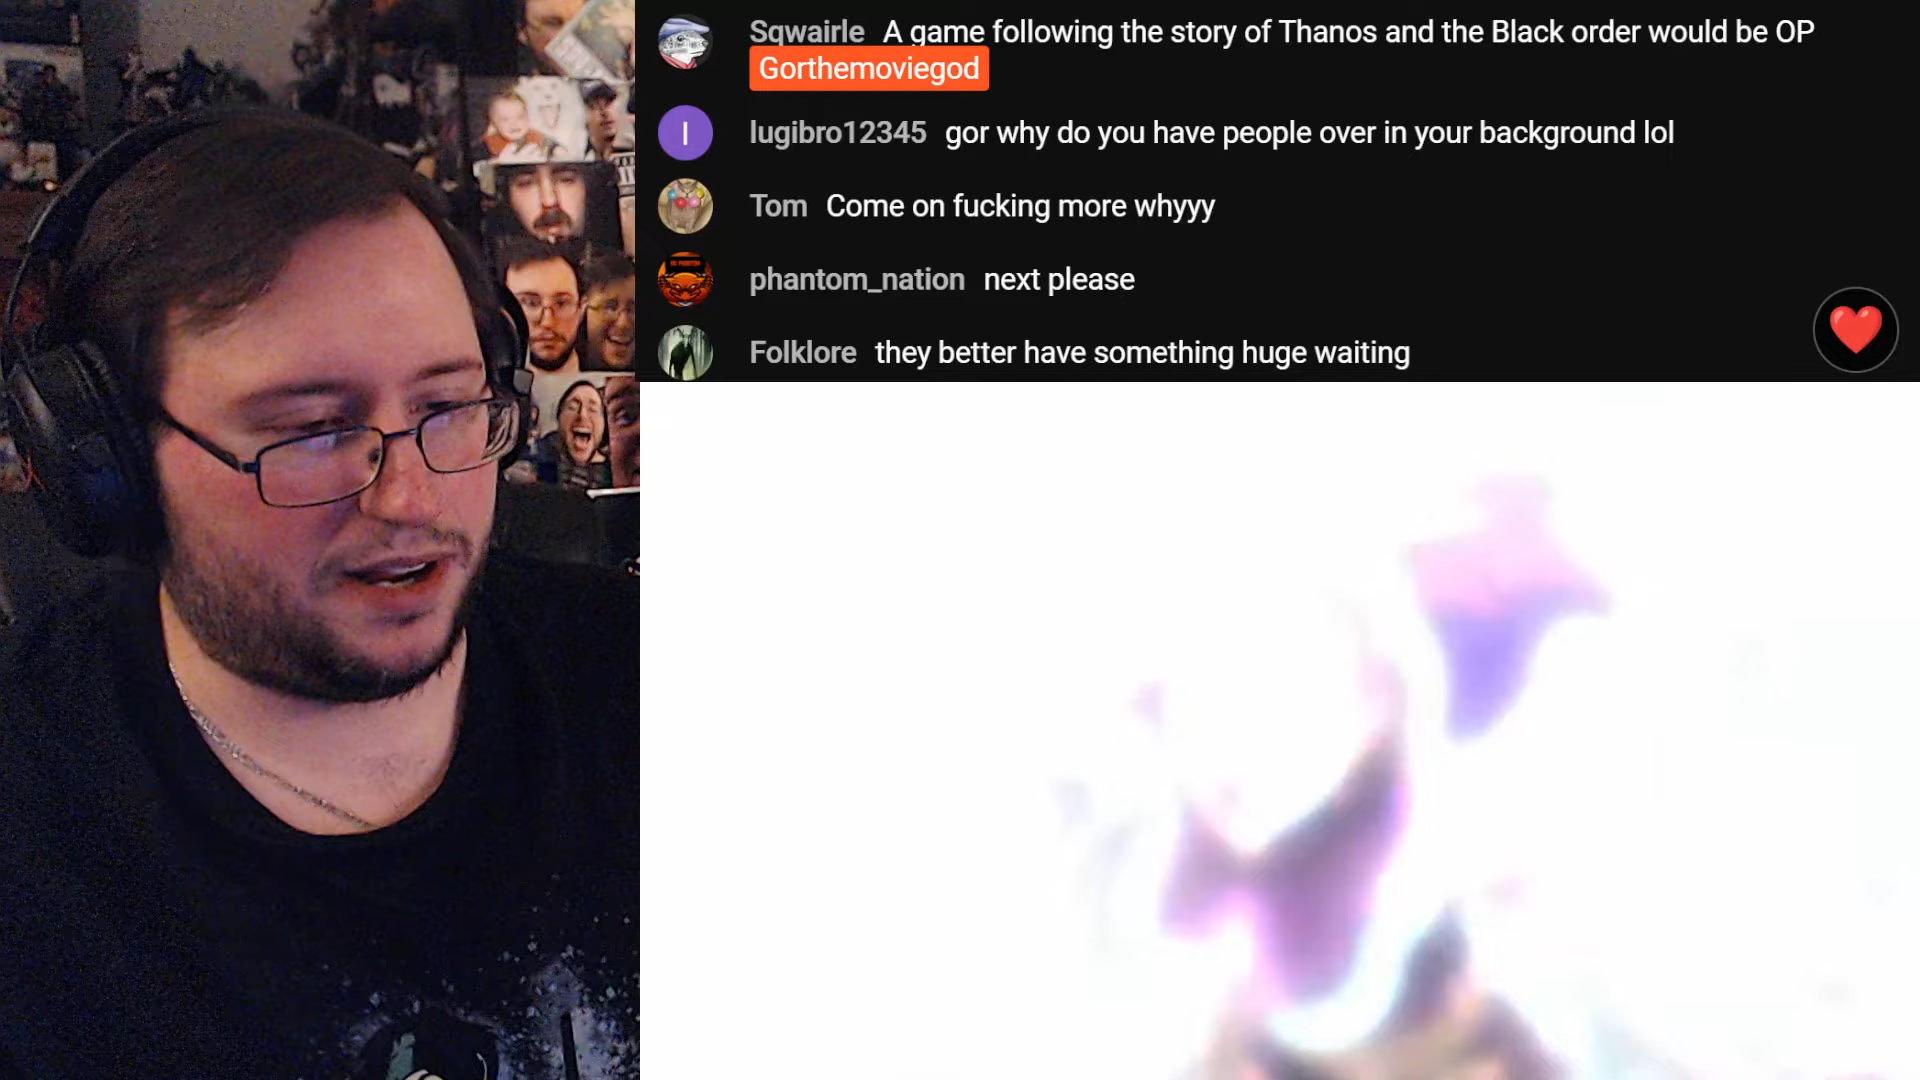 Sqwairle A game following the story of Thanos and the Black order would be OP
Gorthemoviegod
lugibro12345 gor why do you have people over in your background lol
Tom Come on fucking more whyyy
phantom_nation next please
Folklore they better have something huge waiting